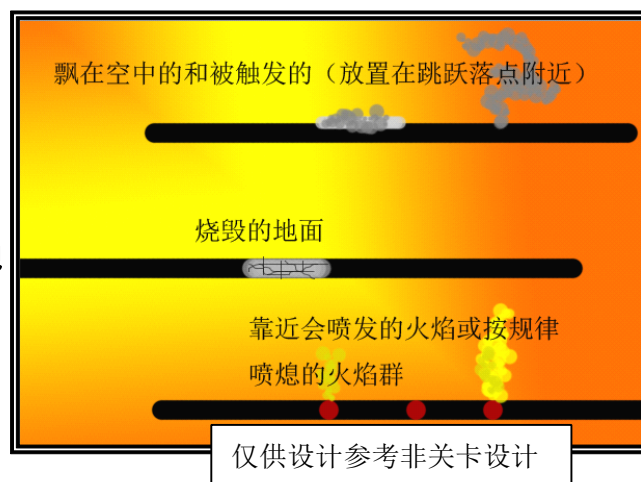 飘在空中的和被触发的（放置在跳跃落点附近）
烧毁的地面
靠近会喷发的火焰或按规律
喷熄的火焰群
仅供设计参考非关卡设计